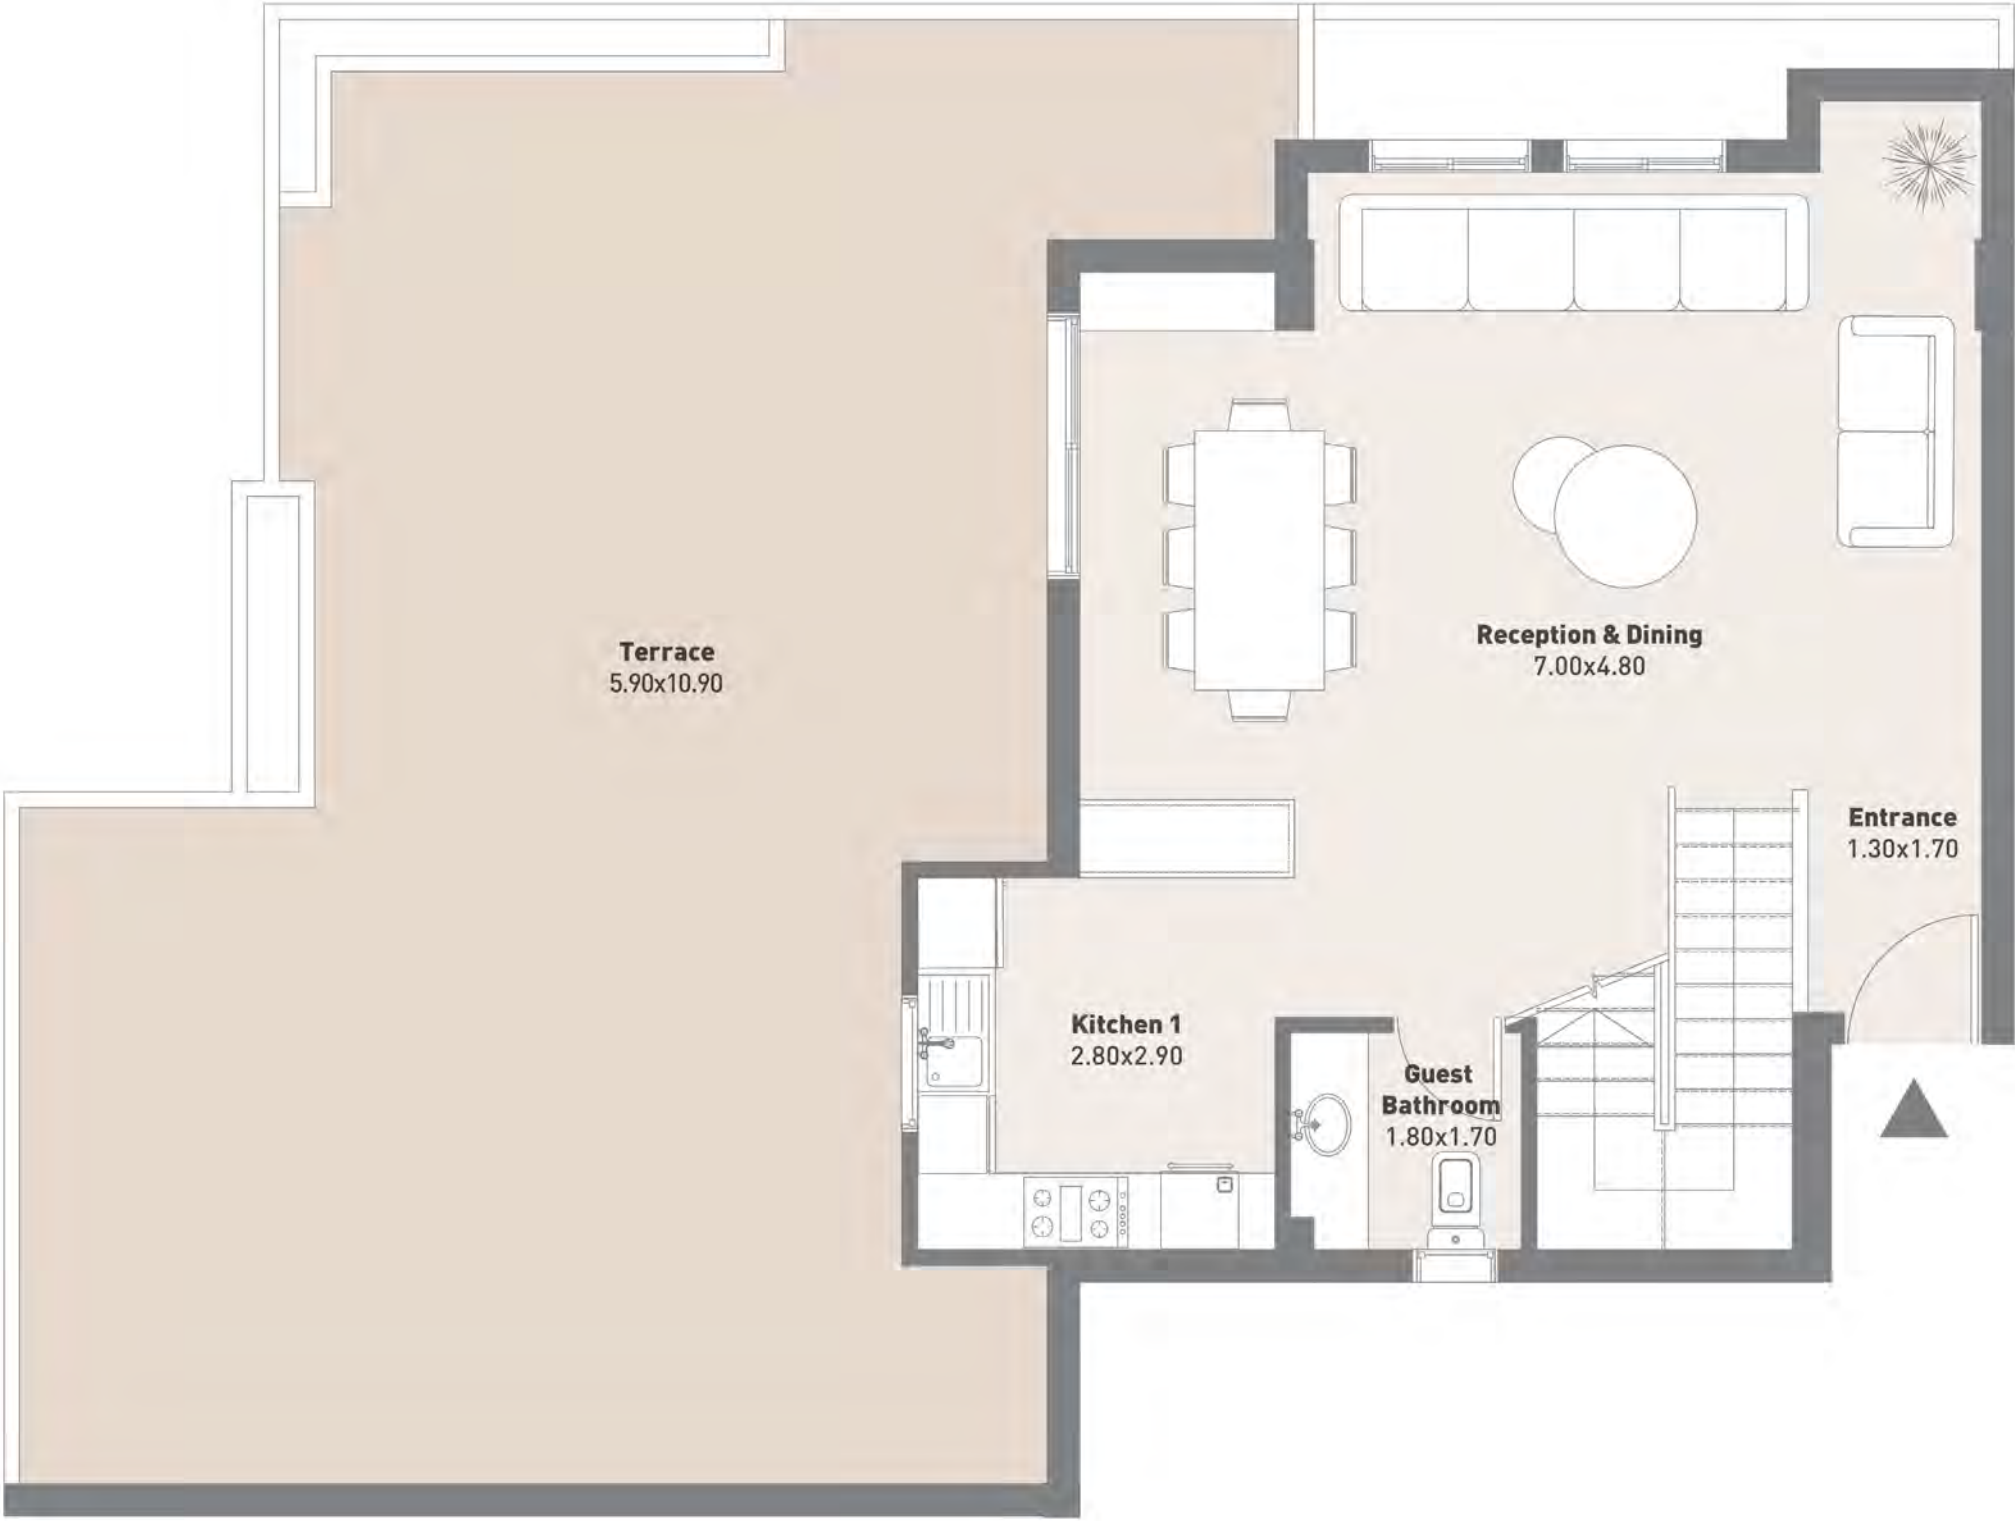 Terrace
5.90x10.90
Reception & Dining
7.00x4.80
Entrance
1.30x1.70
Kitchen 1
2.80x2.90
Guest
Bathroom
1.80x1.70